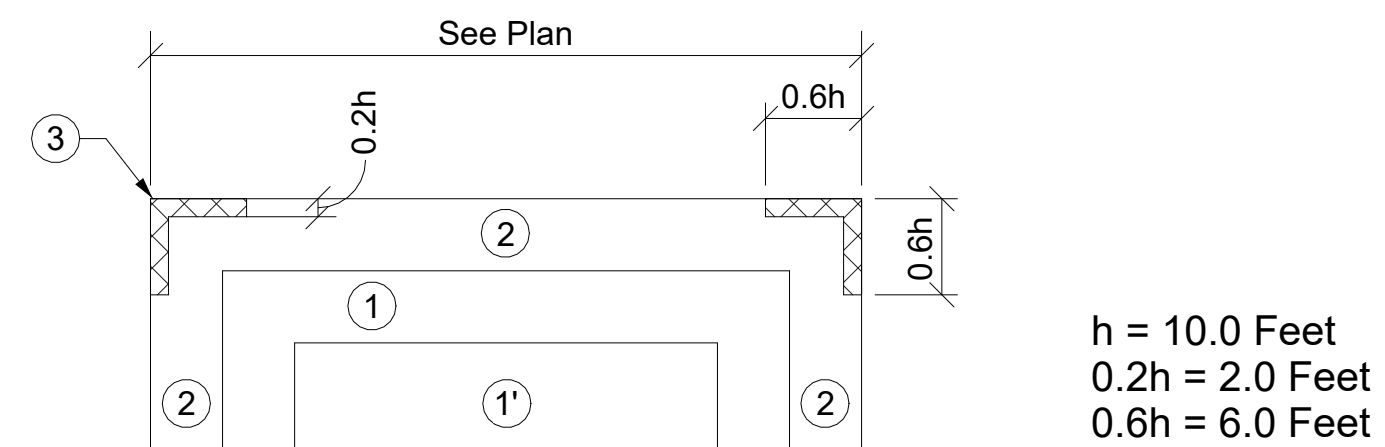 See Plan
0.6h
0.2h
3
2
0.6h
1
h = 10.0 Feet
0.2h = 2.0 Feet
2
1'
2
0.6h = 6.0 Feet